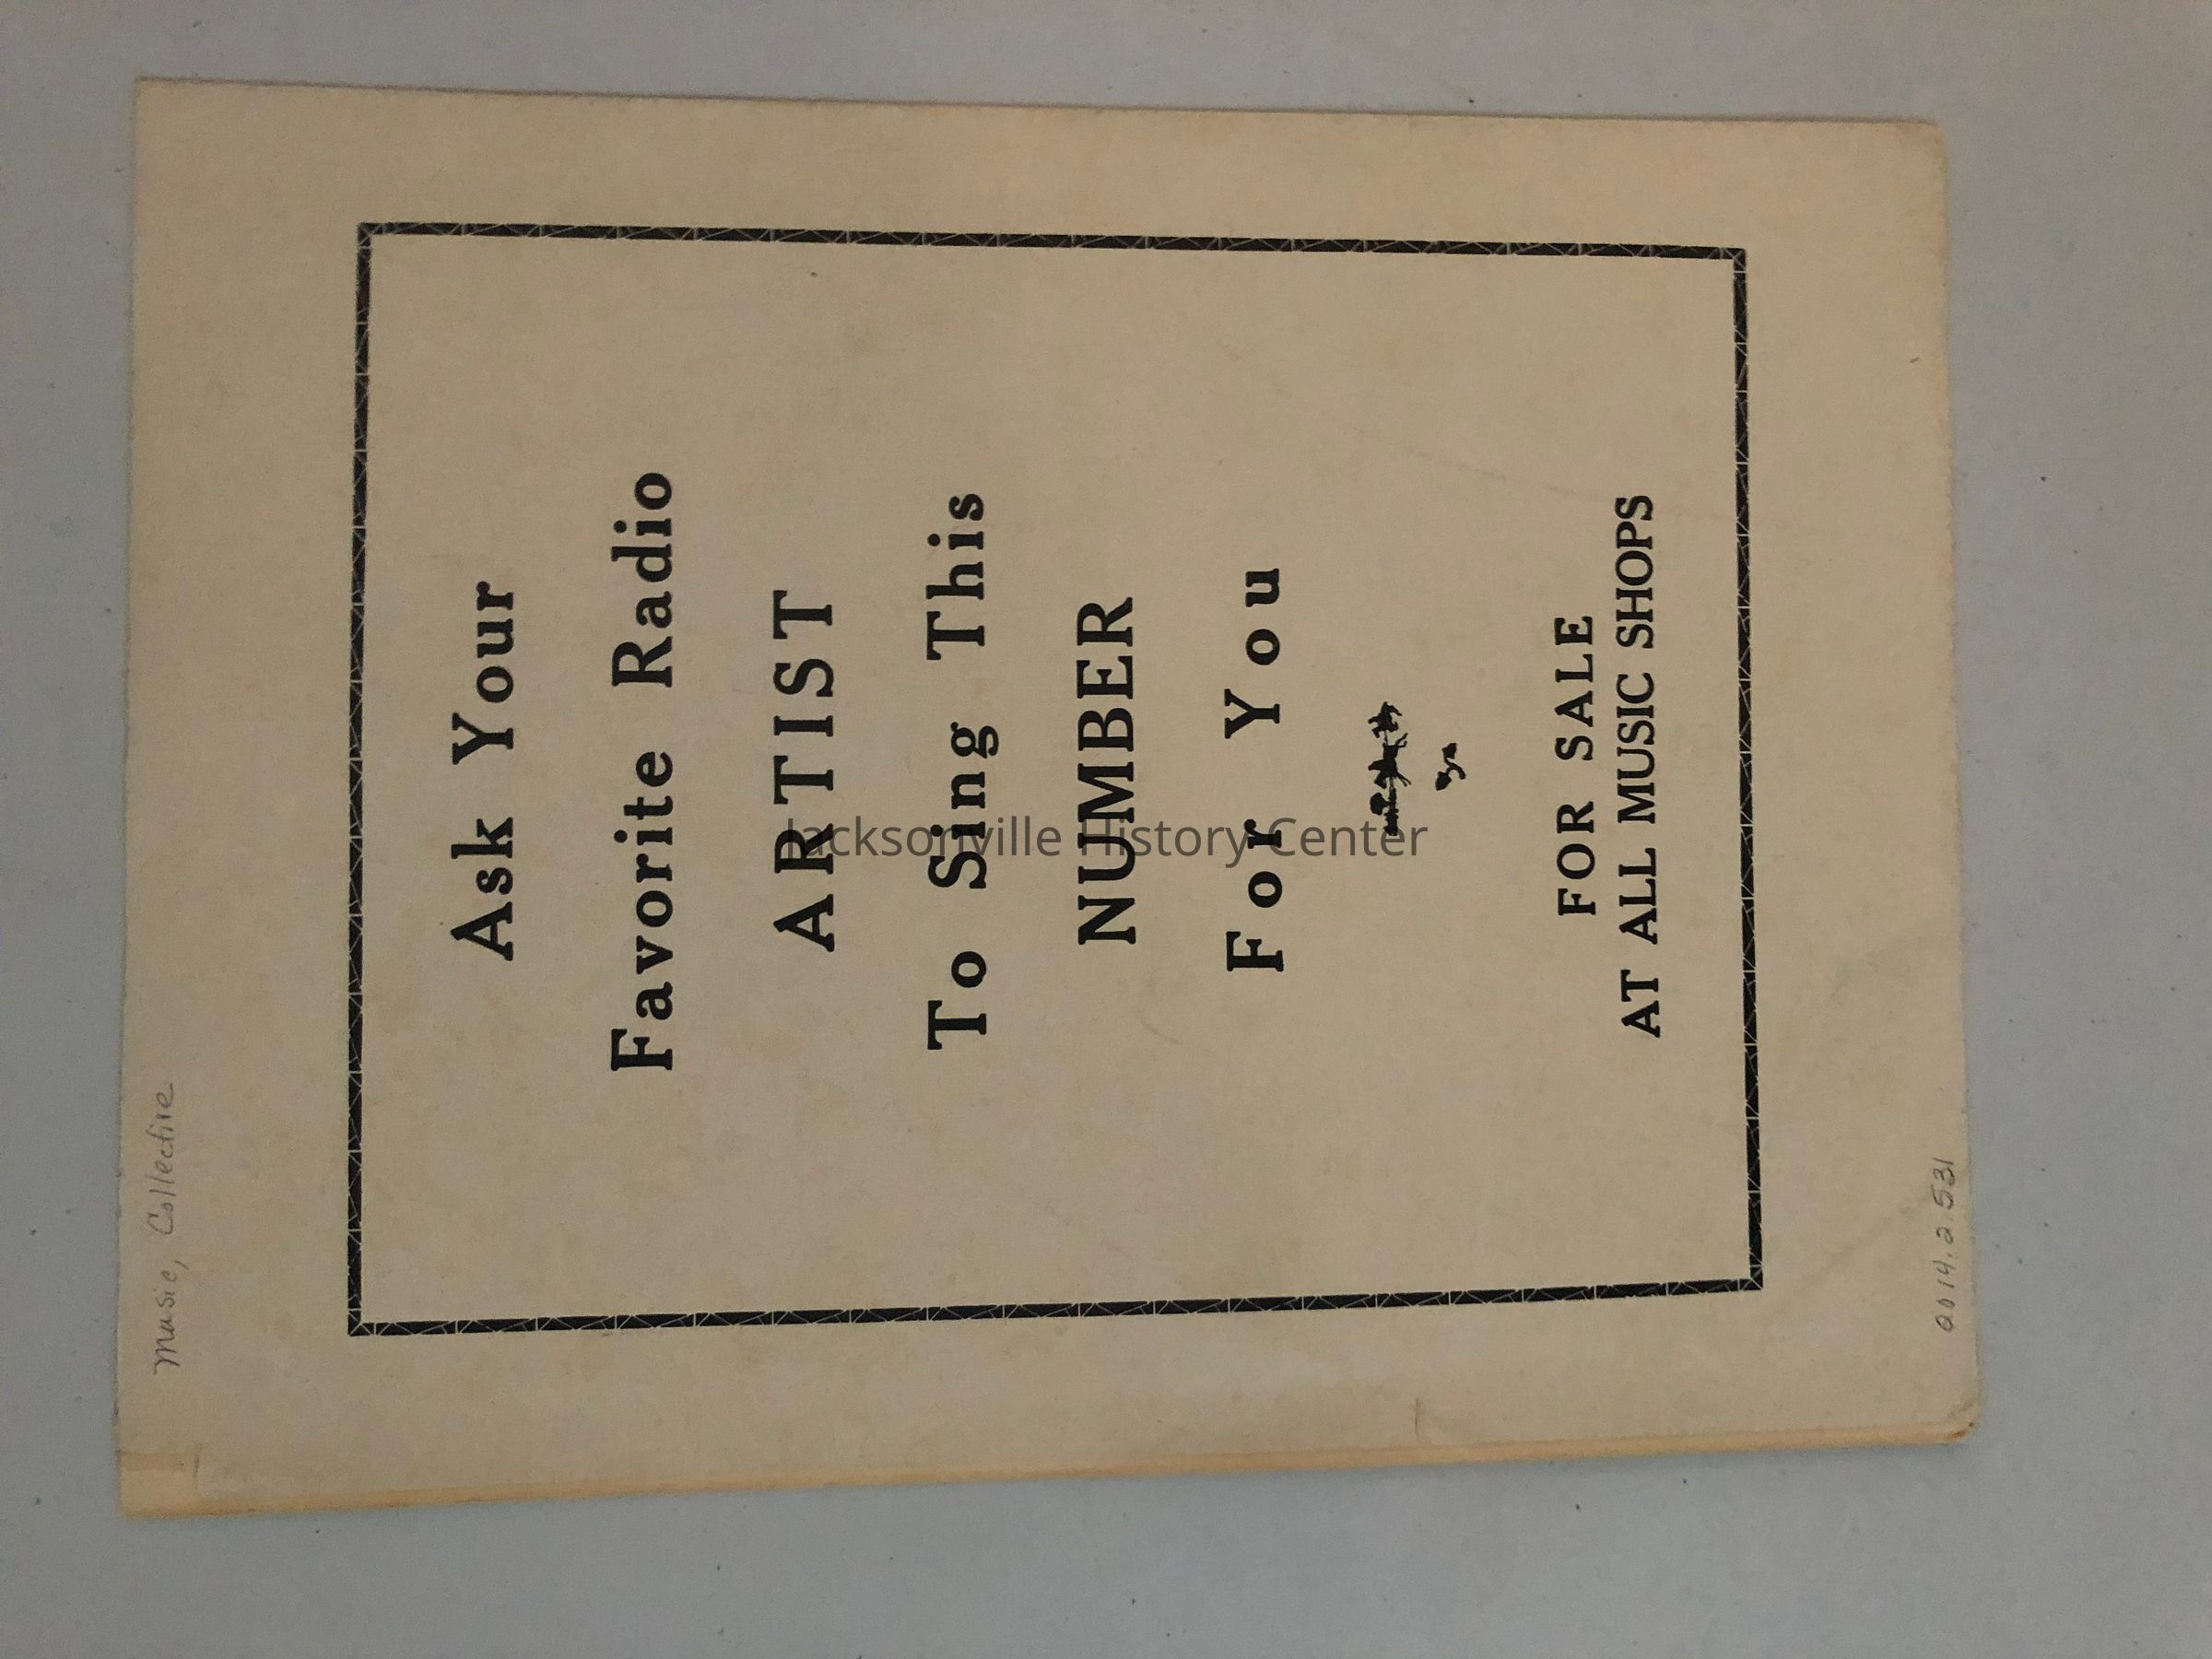 Music, Collective
Ask Your
Favorite Radio
ARTIST
To Sing This
NUMBER
For You
FOR SALE
AT ALL MUSIC SHOPS
0014.2.531
Jacksonville History Center